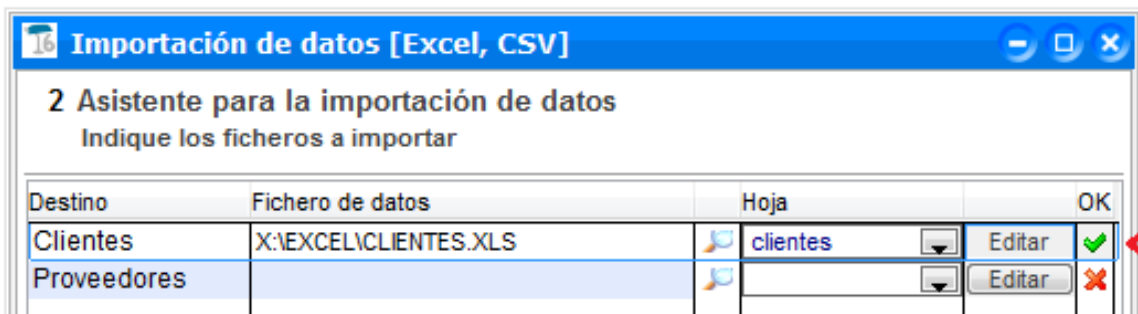 16 Importación de datos [Excel, CSV]
2 Asistente para la importación de datos
Indique los ficheros a importar
Destino Fichero de datos Hoja OK
Clientes X:\EXCEL\CLIENTES.XLS clientes Editar
Proveedores Editar